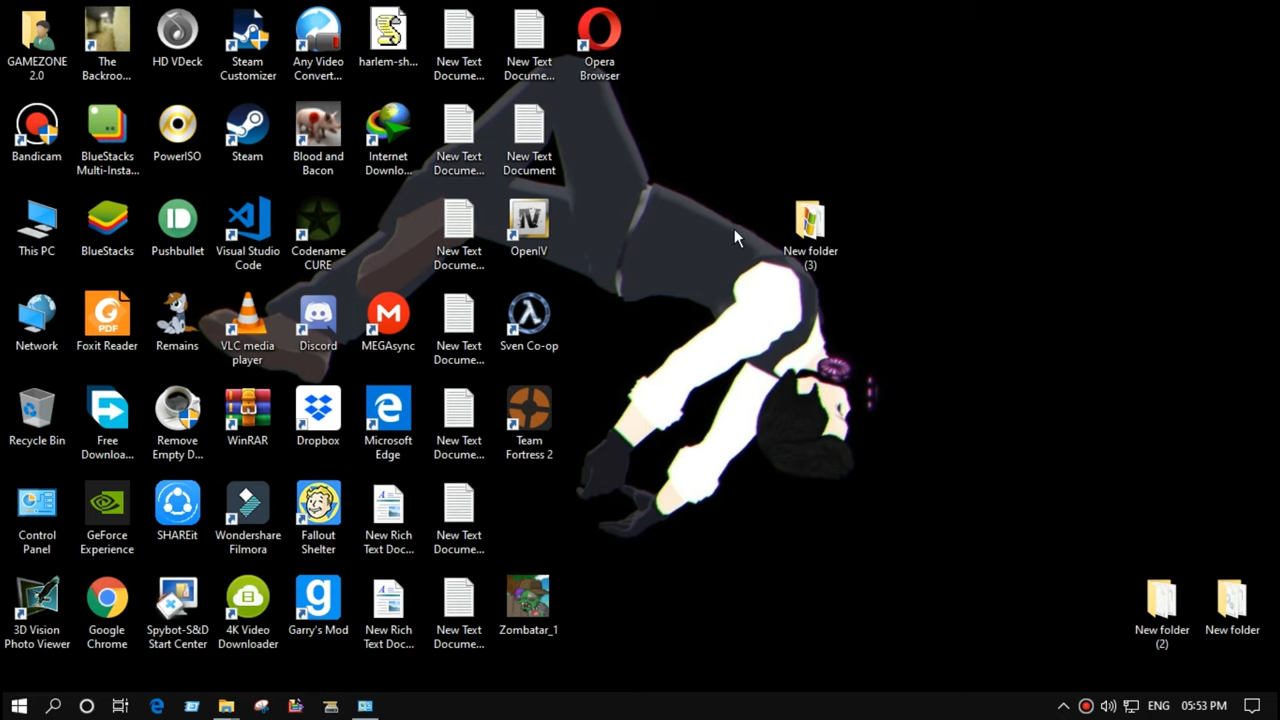 GAMEZONE
2.0
The
Backroo...
HD VDeck
Steam
Customizer
Any Video
Convert...
harlem-sh...
New Text
Docume...
New Text
Docume...
Opera
Browser
Bandicam
BlueStacks
Multi-Insta...
PowerISO
Steam
Blood and
Bacon
Internet
Downlo...
New Text
Docume...
New Text
Document
This PC
BlueStacks
Pushbullet
Visual Studio
Code
Codename
CURE
New Text
Docume...
OpenIV
New folder
(3)
Network
Foxit Reader
Remains
VLC media
player
Discord
MEGAsync
New Text
Docume...
Sven Co-op
Recycle Bin
Free
Downloa...
Remove
Empty D...
WinRAR
Dropbox
Microsoft
Edge
New Text
Docume...
Team
Fortress 2
Control
Panel
GeForce
Experience
SHAREit
Wondershare
Filmora
Fallout
Shelter
New Rich
Text Doc...
New Text
Docume...
3D Vision
Photo Viewer
Google
Chrome
Spybot-S&D
Start Center
4K Video
Downloader
Garry's Mod
New Rich
Text Doc...
New Text
Docume...
Zombatar_1
New folder
(2)
New folder
ENG
05:53 PM